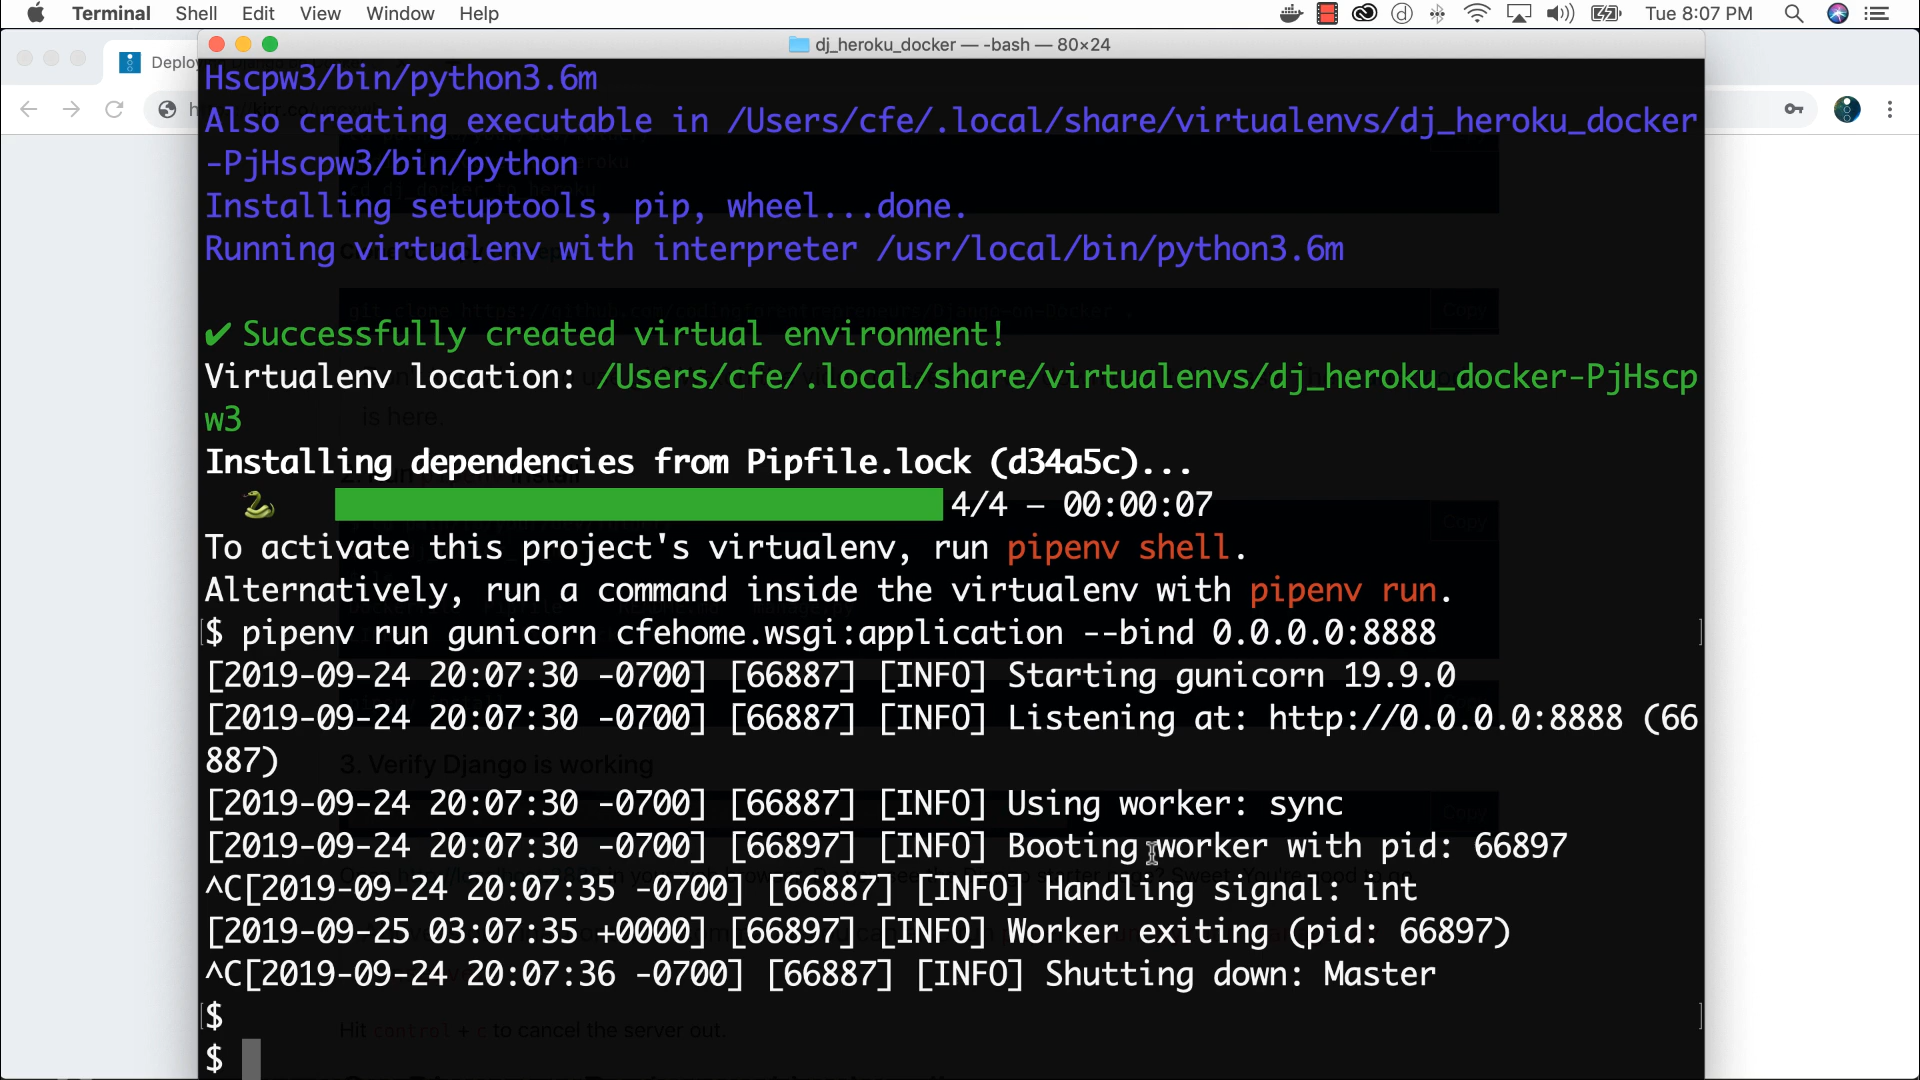 Terminal Shell Edit View Window Help Tue 8:07 PM
dj_heroku_docker — -bash — 80×24
Deplo
Hscpw3/bin/python3.6m
Also creating executable in /Users/cfe/.local/share/virtualenvs/dj_heroku_docker
-PjHscpw3/bin/python
Installing setuptools, pip, wheel...done.
Running virtualenv with interpreter /usr/local/bin/python3.6m
Copy
✔ Successfully created virtual environment!
Virtualenv location: /Users/cfe/.local/share/virtualenvs/dj_heroku_docker-PjHscp
w3
is here.
Installing dependencies from Pipfile.lock (d34a5c)...
4/4 — 00:00:07
Copy
To activate this project's virtualenv, run pipenv shell.
Alternatively, run a command inside the virtualenv with pipenv run.
$ pipenv run gunicorn cfehome.wsgi:application --bind 0.0.0.0:8888
[2019-09-24 20:07:30 -0700] [66887] [INFO] Starting gunicorn 19.9.0
[2019-09-24 20:07:30 -0700] [66887] [INFO] Listening at: http://0.0.0.0:8888 (66
887)
3. Verify Django is working
[2019-09-24 20:07:30 -0700] [66887] [INFO] Using worker: sync
Copy
[2019-09-24 20:07:30 -0700] [66897] [INFO] Booting worker with pid: 66897
^C[2019-09-24 20:07:35 -0700] [66887] [INFO] Handling signal: int
[2019-09-25 03:07:35 +0000] [66897] [INFO] Worker exiting (pid: 66897)
^C[2019-09-24 20:07:36 -0700] [66887] [INFO] Shutting down: Master
$
Hit control + c to cancel the server out.
$